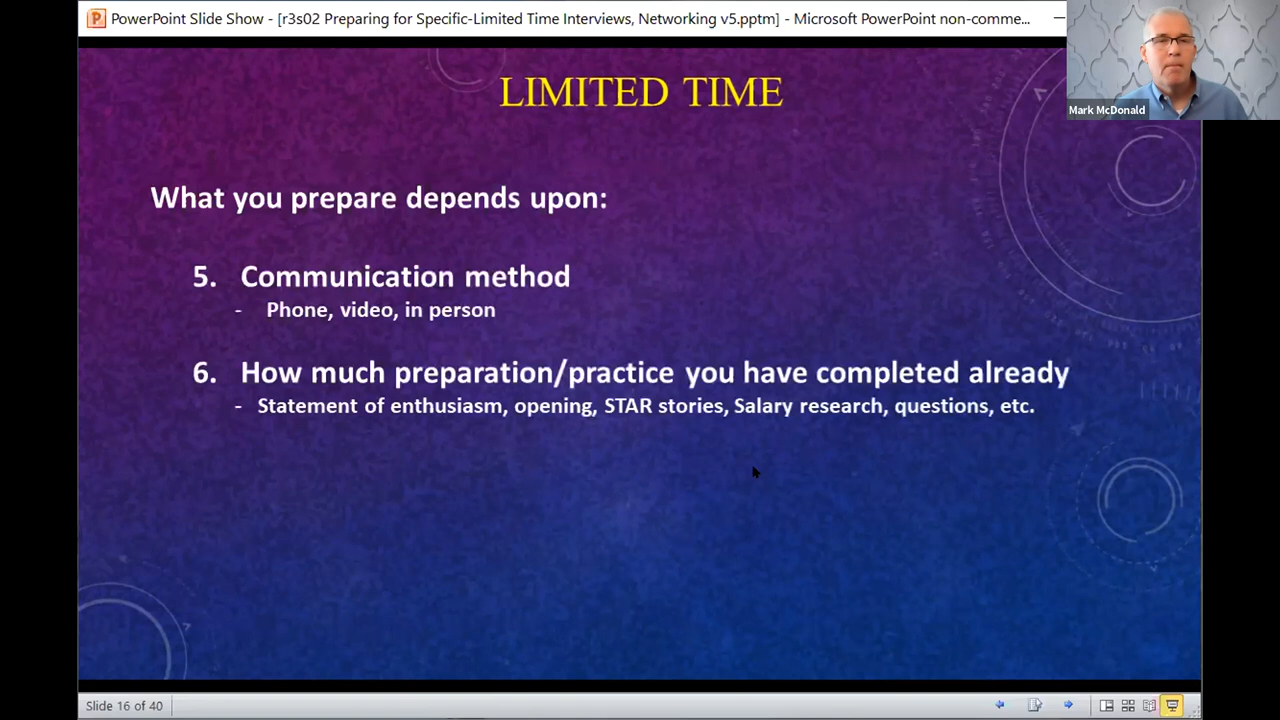 PowerPoint Slide Show - [r3s02 Preparing for Specific-Limited Time Interviews, Networking v5.pptm] - Microsoft PowerPoint non-comme...
Mark McDonald
LIMITED TIME
What you prepare depends upon:
5. Communication method
- Phone, video, in person
6. How much preparation/practice you have completed already
- Statement of enthusiasm, opening, STAR stories, Salary research, questions, etc.
Slide 16 of 40